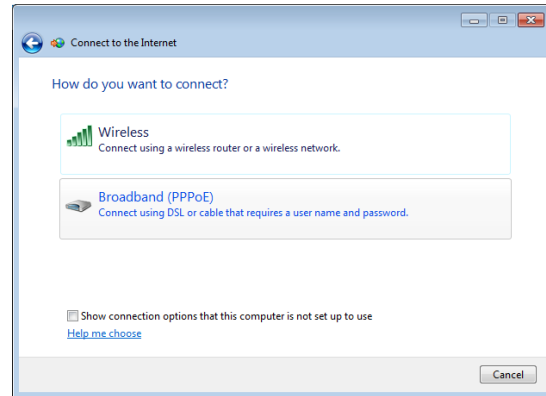 Connect to the Internet
How do you want to connect?
Wireless
Connect using a wireless router or a wireless network.
Broadband (PPPoE)
Connect using DSL or cable that requires a user name and password.
Show connection options that this computer is not set up to use
Help me choose
Cancel